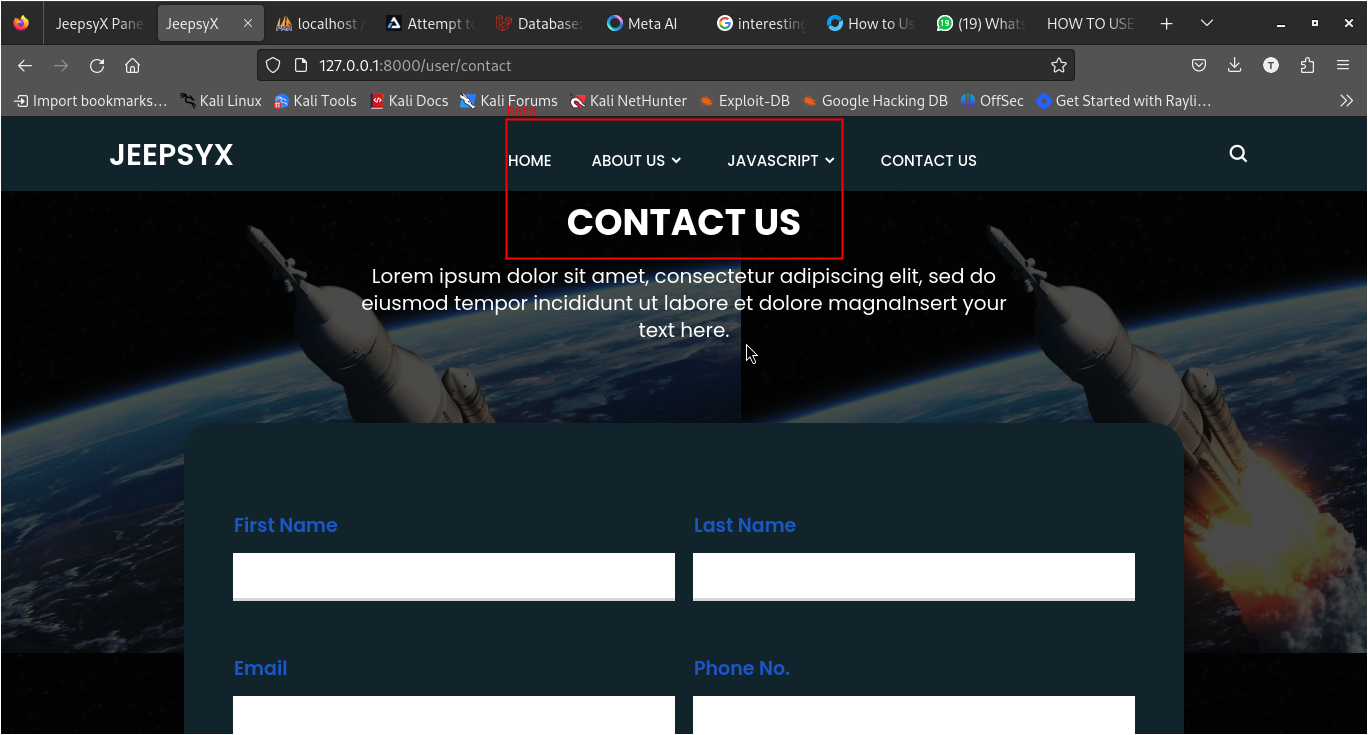 JeepsyX Pane
JeepsyX
localhost /
Attempt to
Database:
Meta AI
interesting
How to Us
(19) Whats
HOW TO USE
127.0.0.1:8000/user/contact
T
Import bookmarks…
Kali Linux
Kali Tools
Kali Docs
Kali Forums
Kali NetHunter
Exploit-DB
Google Hacking DB
OffSec
Get Started with Rayli…
JEEPSYX
HOME
ABOUT US
JAVASCRIPT
CONTACT US
CONTACT US
Lorem ipsum dolor sit amet, consectetur adipiscing elit, sed do
eiusmod tempor incididunt ut labore et dolore magnaInsert your
text here.
First Name
Last Name
Email
Phone No.